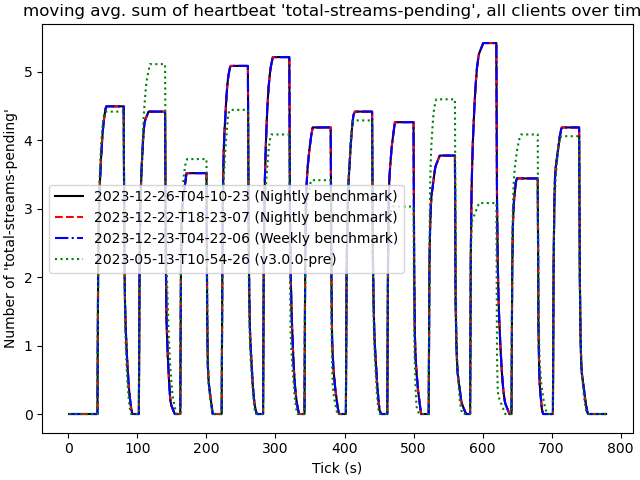 moving avg. sum of heartbeat 'total-streams-pending', all clients over tim
Number of 'total-streams-pending'
5
4
3
2
1
0
2023-12-26-T04-10-23 (Nightly benchmark)
2023-12-22-T18-23-07 (Nightly benchmark)
2023-12-23-T04-22-06 (Weekly benchmark)
2023-05-13-T10-54-26 (v3.0.0-pre)
0 100 200 300 400 500 600 700 800
Tick (s)